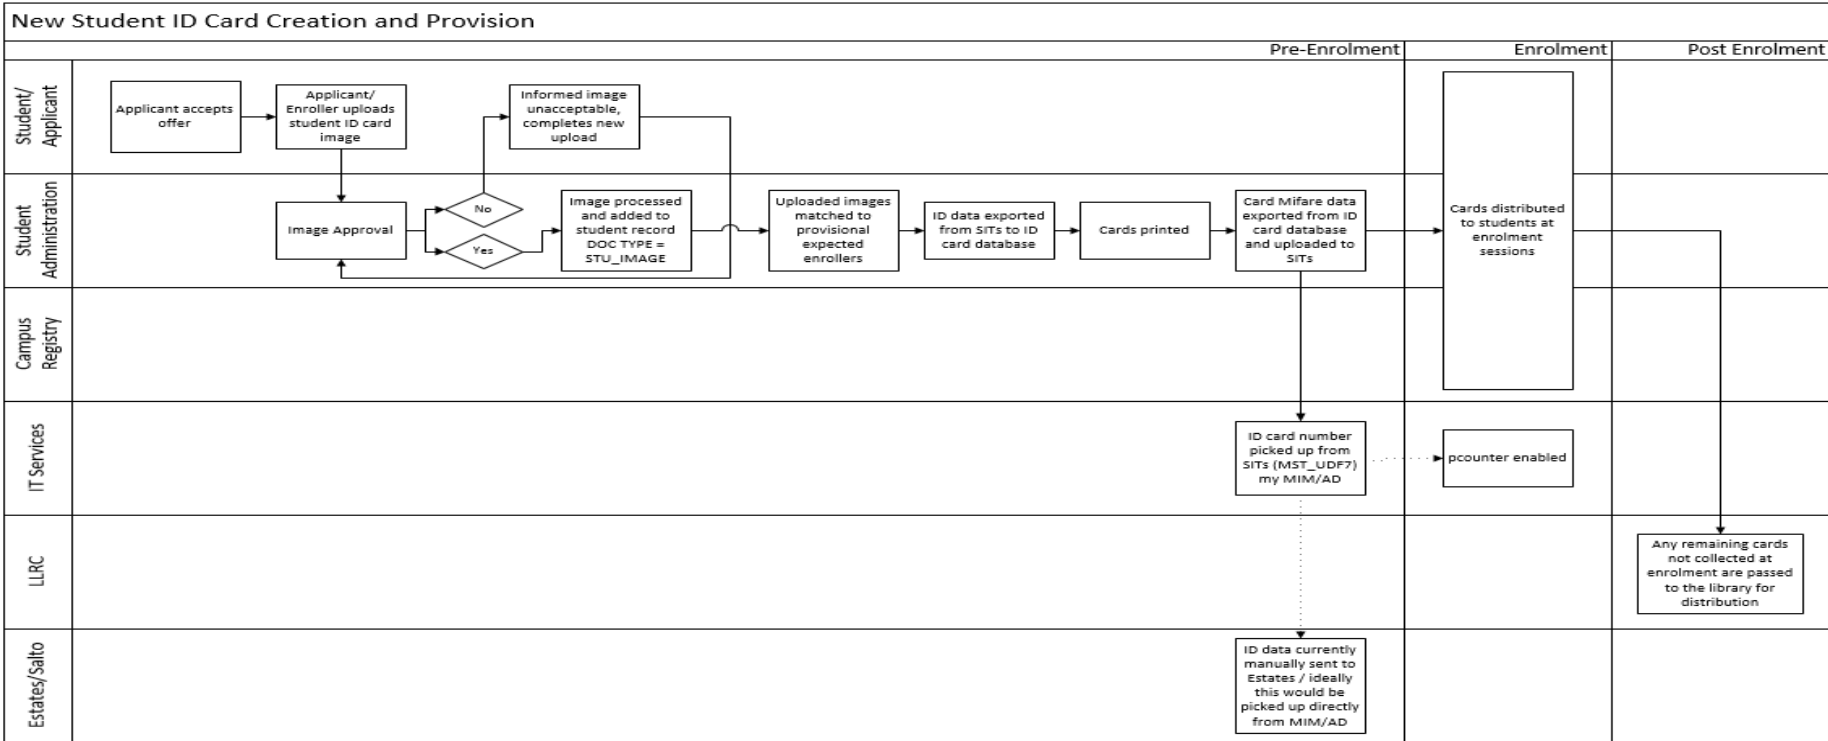 New Student ID Card Creation and Provision
Pre-Enrolment
Enrolment
Post Enrolment
Student/
Applicant
Applicant accepts
offer
Applicant/
Enroller uploads
student ID card
image
Informed image
unacceptable,
completes new
upload
Student
Administration
Image Approval
No
Yes
Image processed
and added to
student record
DOC TYPE =
STU_IMAGE
Uploaded images
matched to
provisional
expected
enrollers
ID data exported
from SITs to ID
card database
Cards printed
Card Mifare data
exported from ID
card database
and uploaded to
SITs
Cards distributed
to students at
enrolment
sessions
Campus
Registry
IT Services
ID card number
picked up from
SITs (MST_UDF7)
my MIM/AD
pcounter enabled
LLRC
Any remaining cards
not collected at
enrolment are passed
to the library for
distribution
Estates/Salto
ID data currently
manually sent to
Estates / ideally
this would be
picked up directly
from MIM/AD